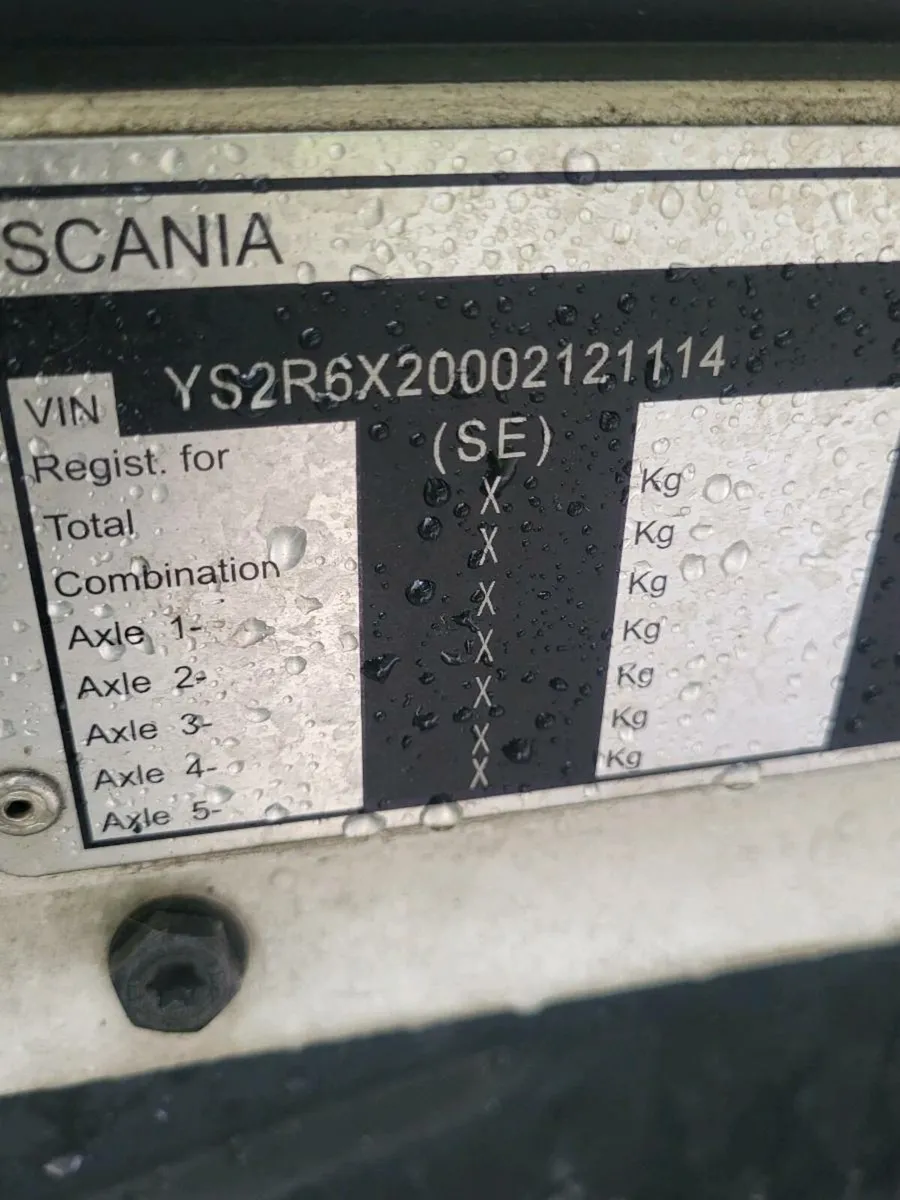 SCANIA
VIN YS2R6X20002121114
Regist. for (SE)
Total X Kg
Combination X Kg
Axle 1- X Kg
Axle 2- X Kg
Axle 3- X Kg
Axle 4- X Kg
Axle 5- X Kg